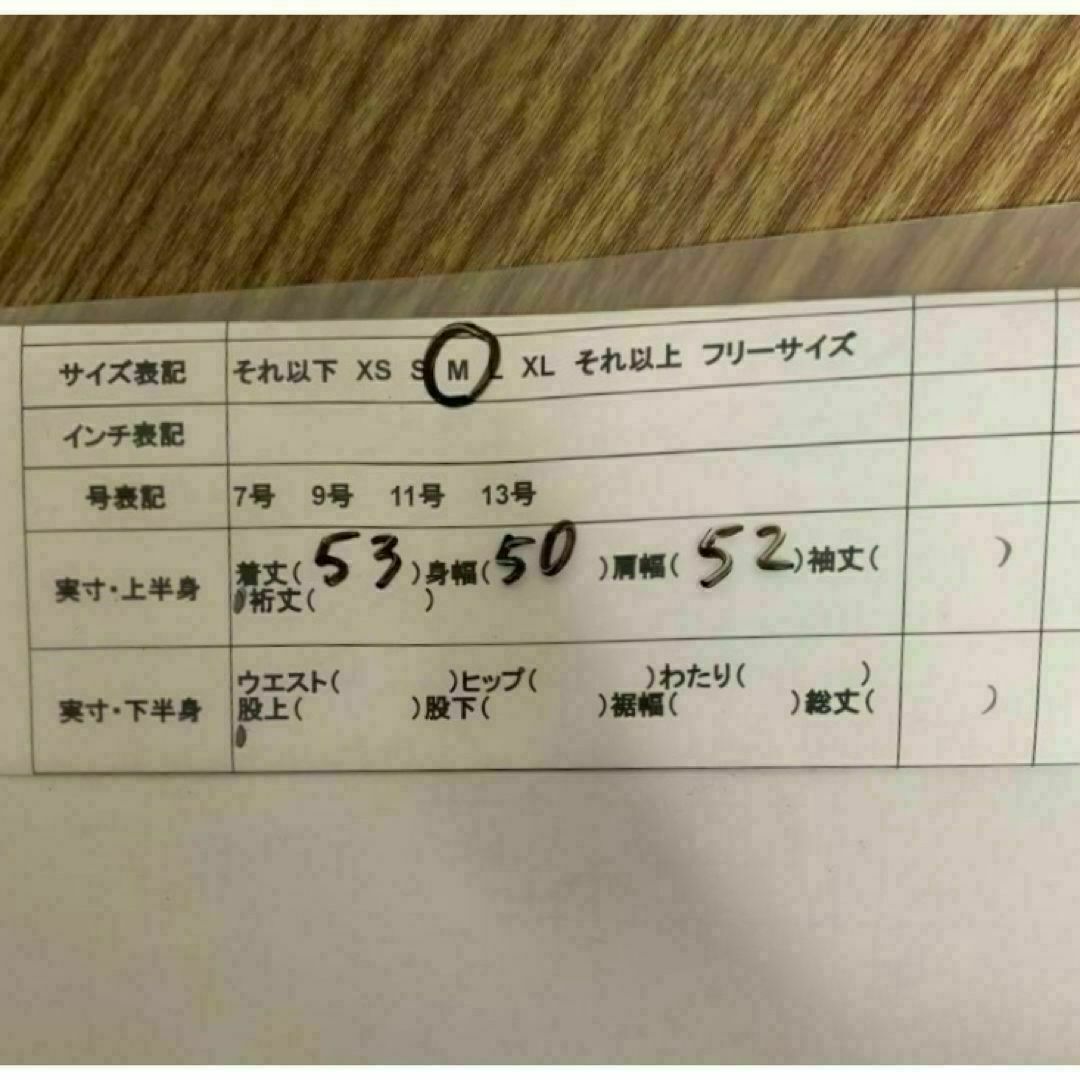 サイズ表記 それ以下 XS S M L XL それ以上 フリーサイズ
インチ表記
号表記 7号 9号 11号 13号
実寸・上半身 着丈( 53 )身幅( 50 )肩幅( 52 )袖丈( )
裄丈( )
実寸・下半身 ウエスト( )ヒップ( )わたり( )
股上( )股下( )裾幅( )総丈( )